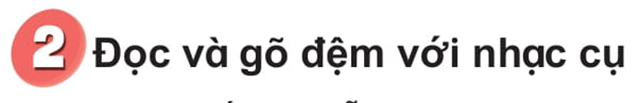 2 Đọc và gõ đệm với nhạc cụ